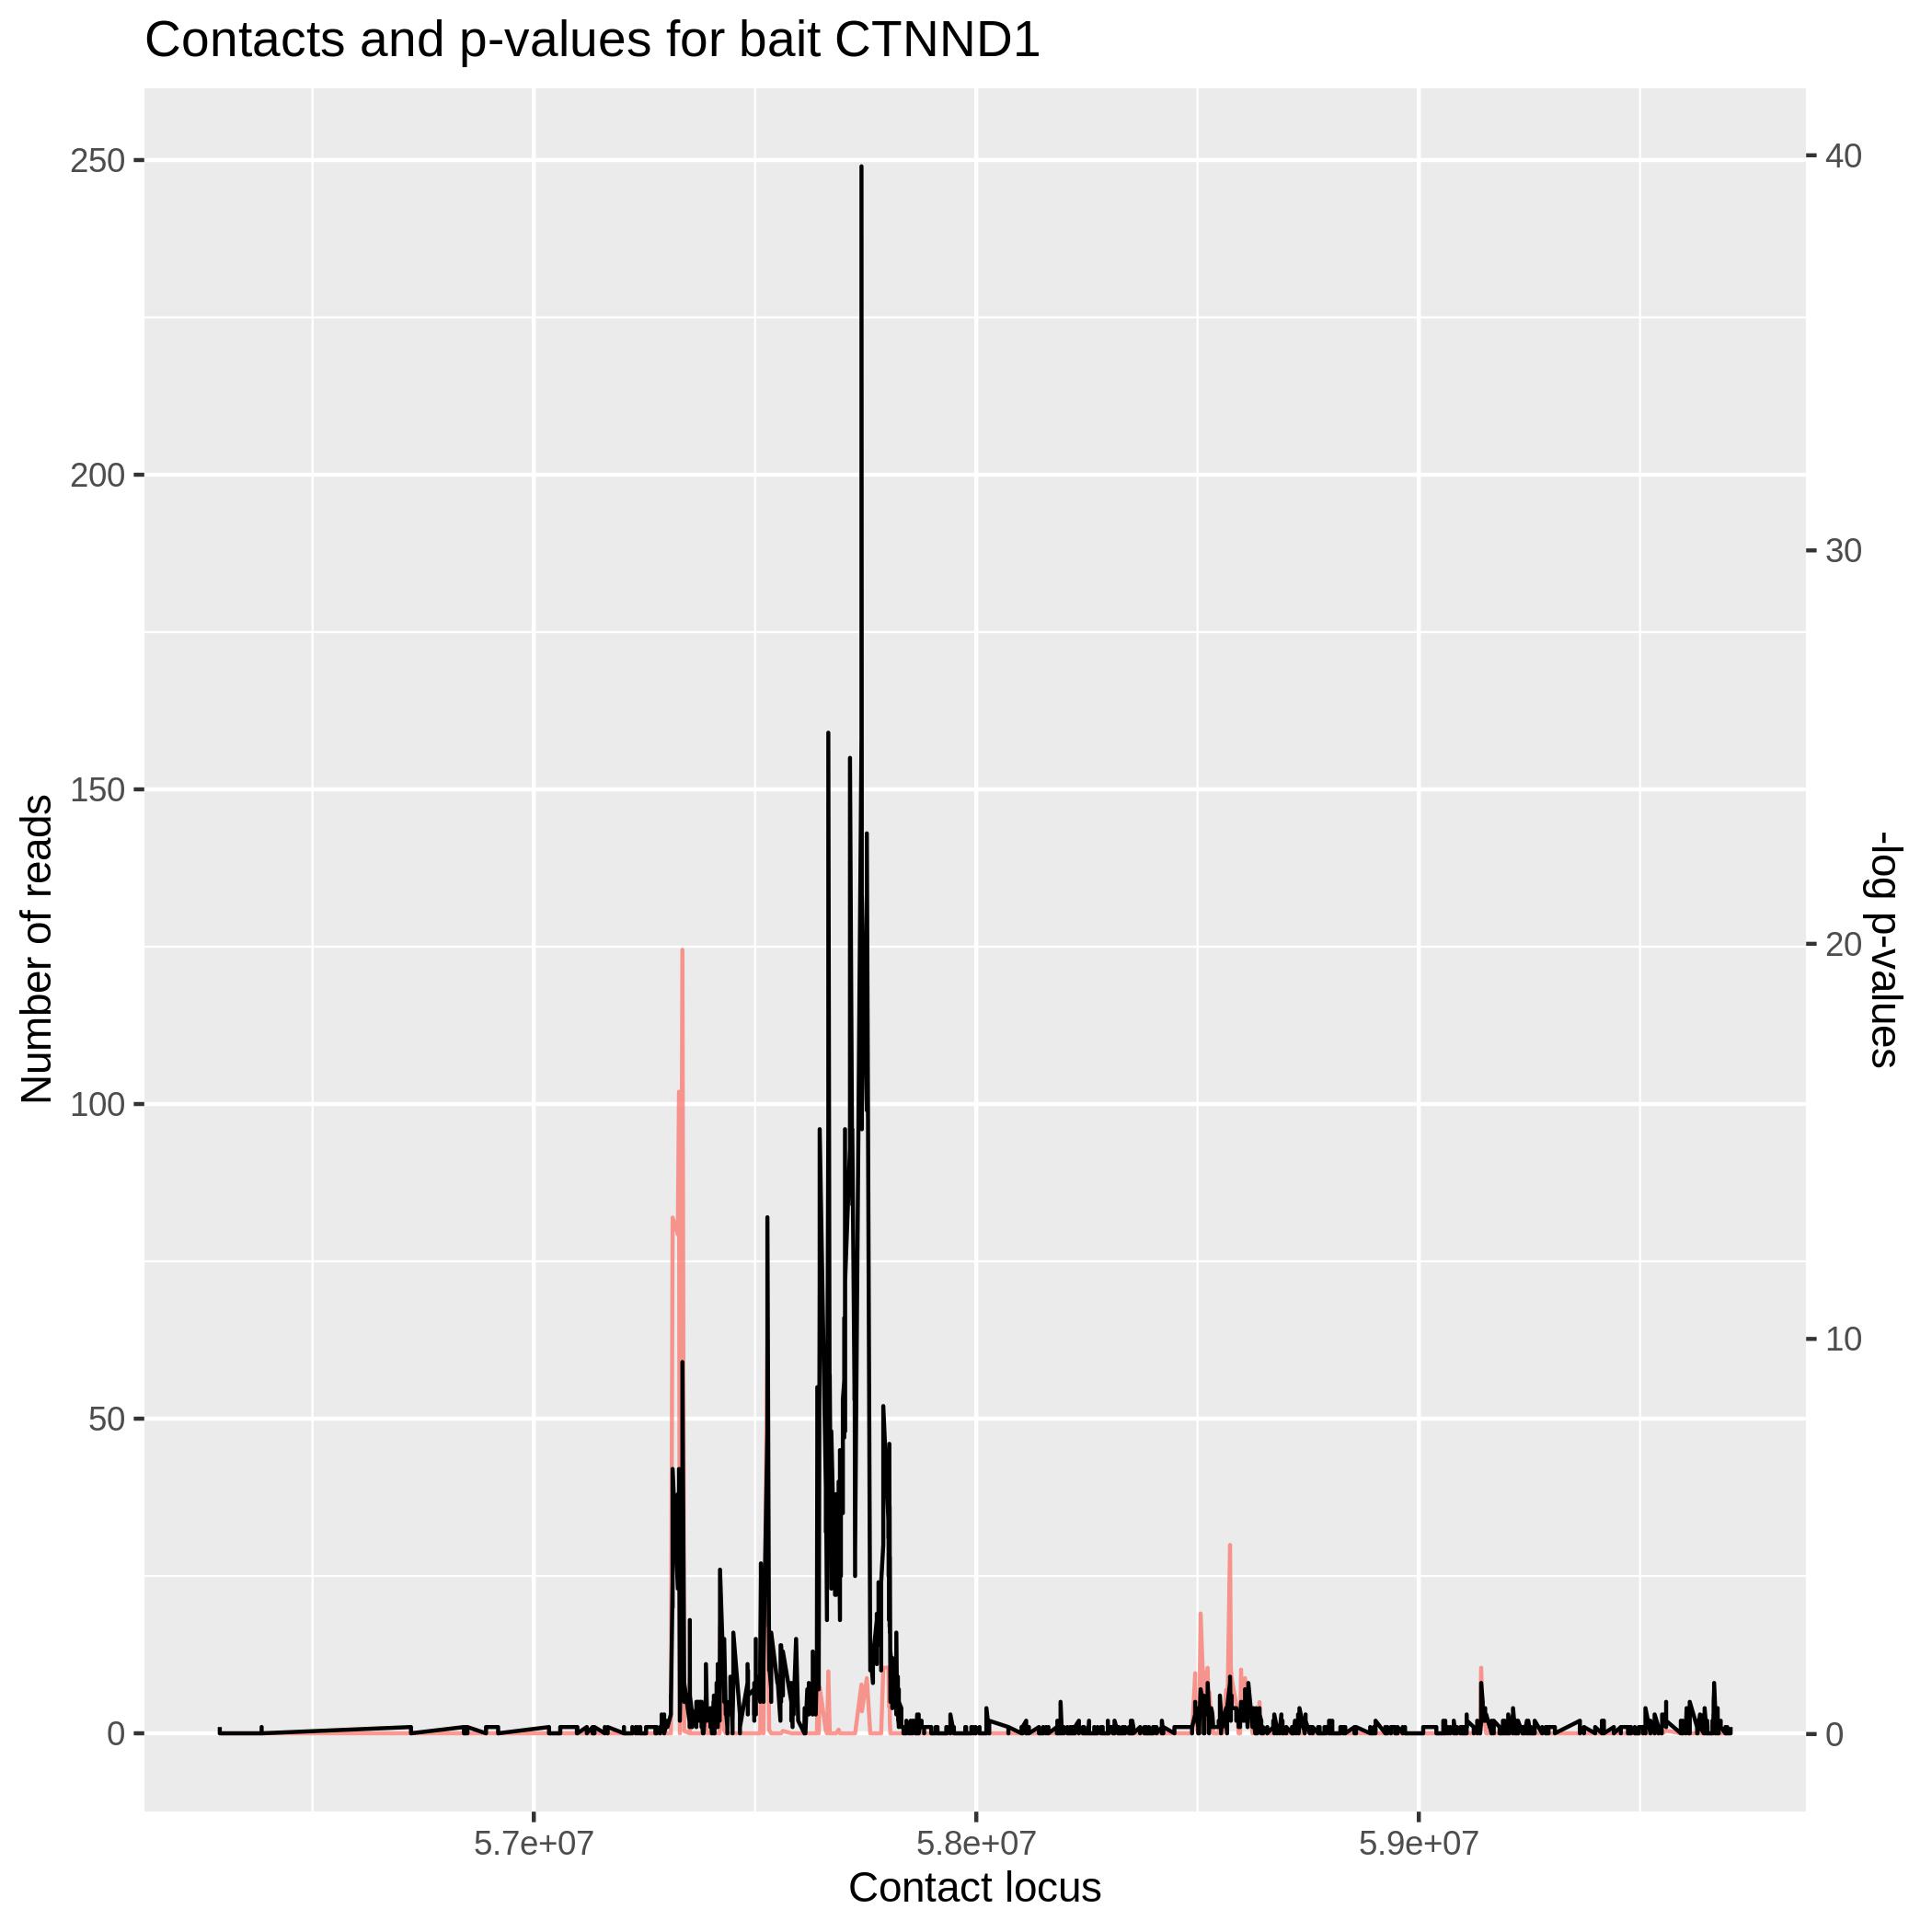 Contacts and p-values for bait CTNND1
250
200
150
100
50
0
Number of reads
40
30
20
10
0
-log p-values
5.7e+07
5.8e+07
5.9e+07
Contact locus